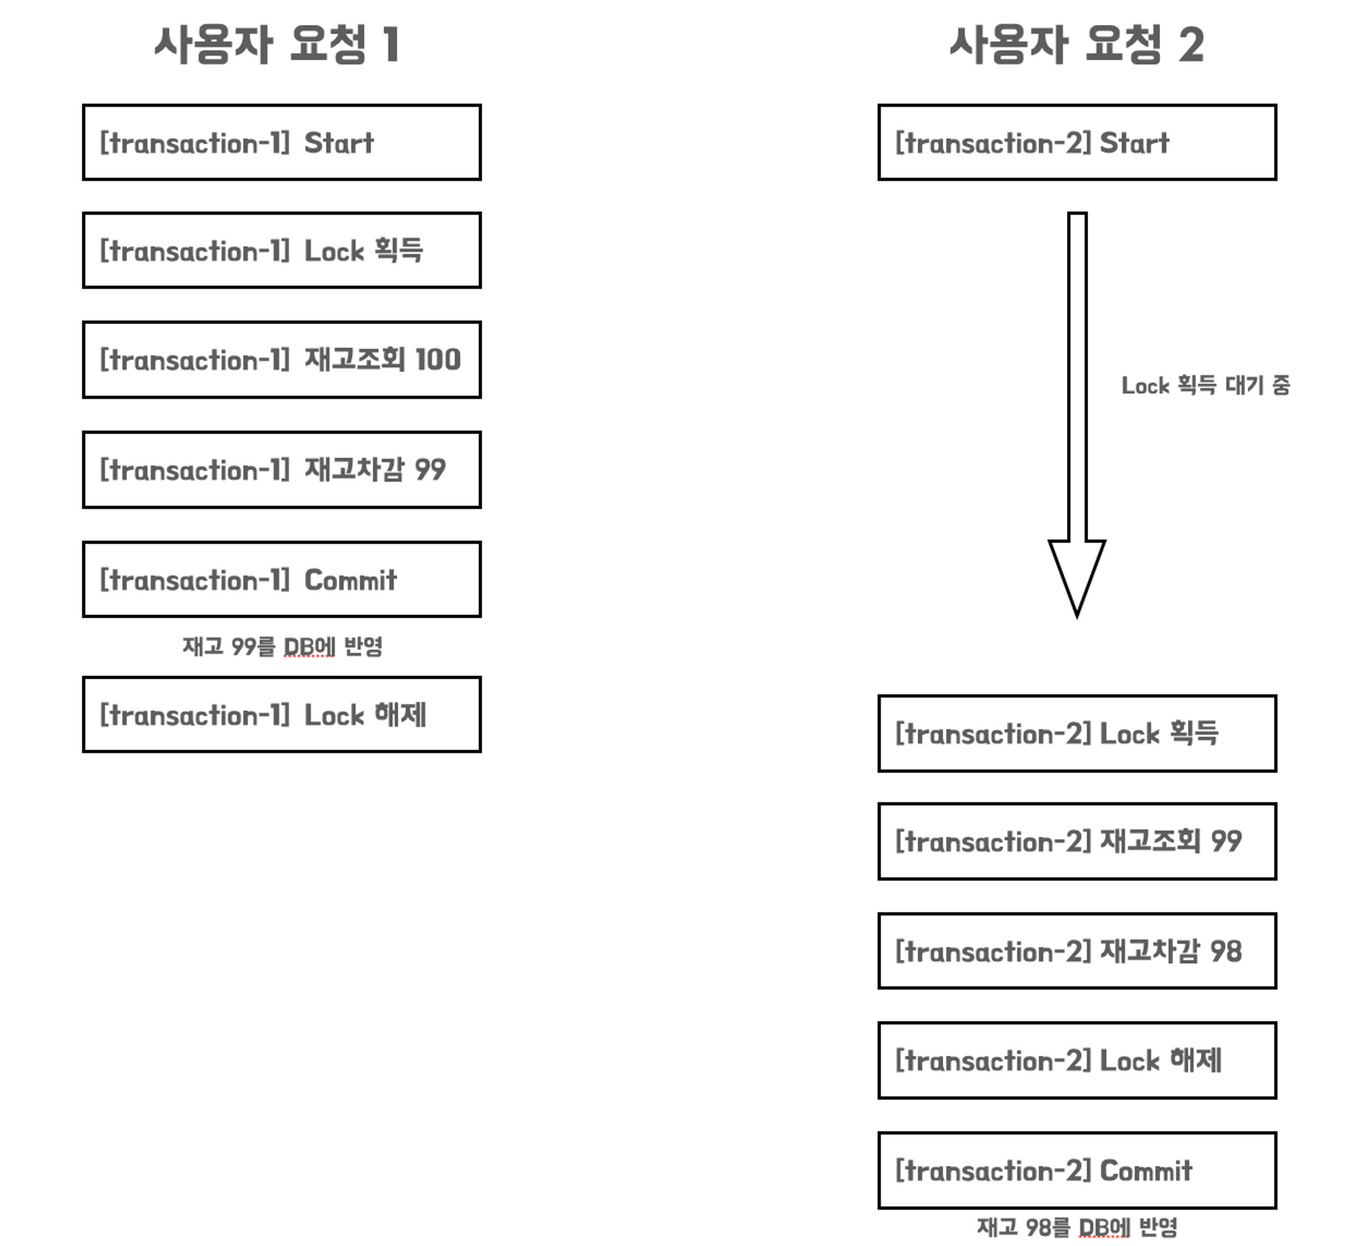 사용자 요청 1
[transaction-1] Start
[transaction-1] Lock 획득
[transaction-1] 재고조회 100
[transaction-1] 재고차감 99
[transaction-1] Commit
재고 99를 DB에 반영
[transaction-1] Lock 해제
사용자 요청 2
[transaction-2] Start
Lock 획득 대기 중
[transaction-2] Lock 획득
[transaction-2] 재고조회 99
[transaction-2] 재고차감 98
[transaction-2] Lock 해제
[transaction-2] Commit
재고 98를 DB에 반영